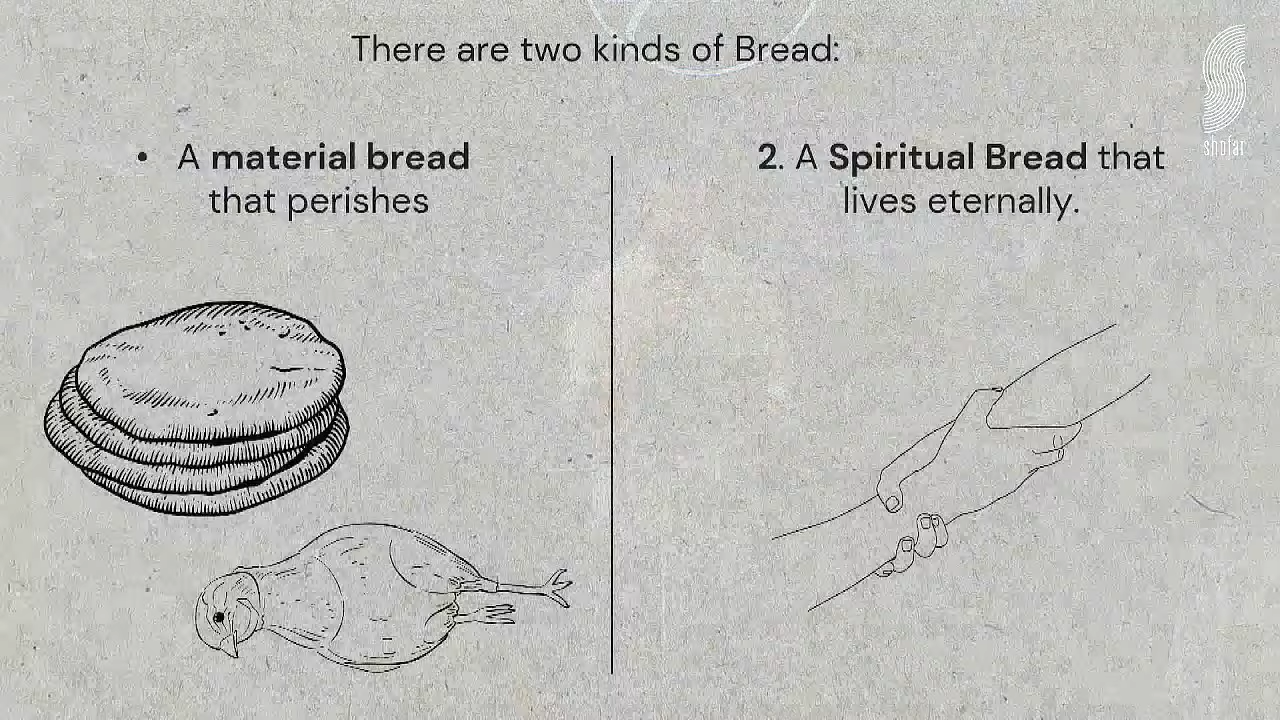 There are two kinds of Bread:
• A material bread
that perishes
2. A Spiritual Bread that
lives eternally.
shofar